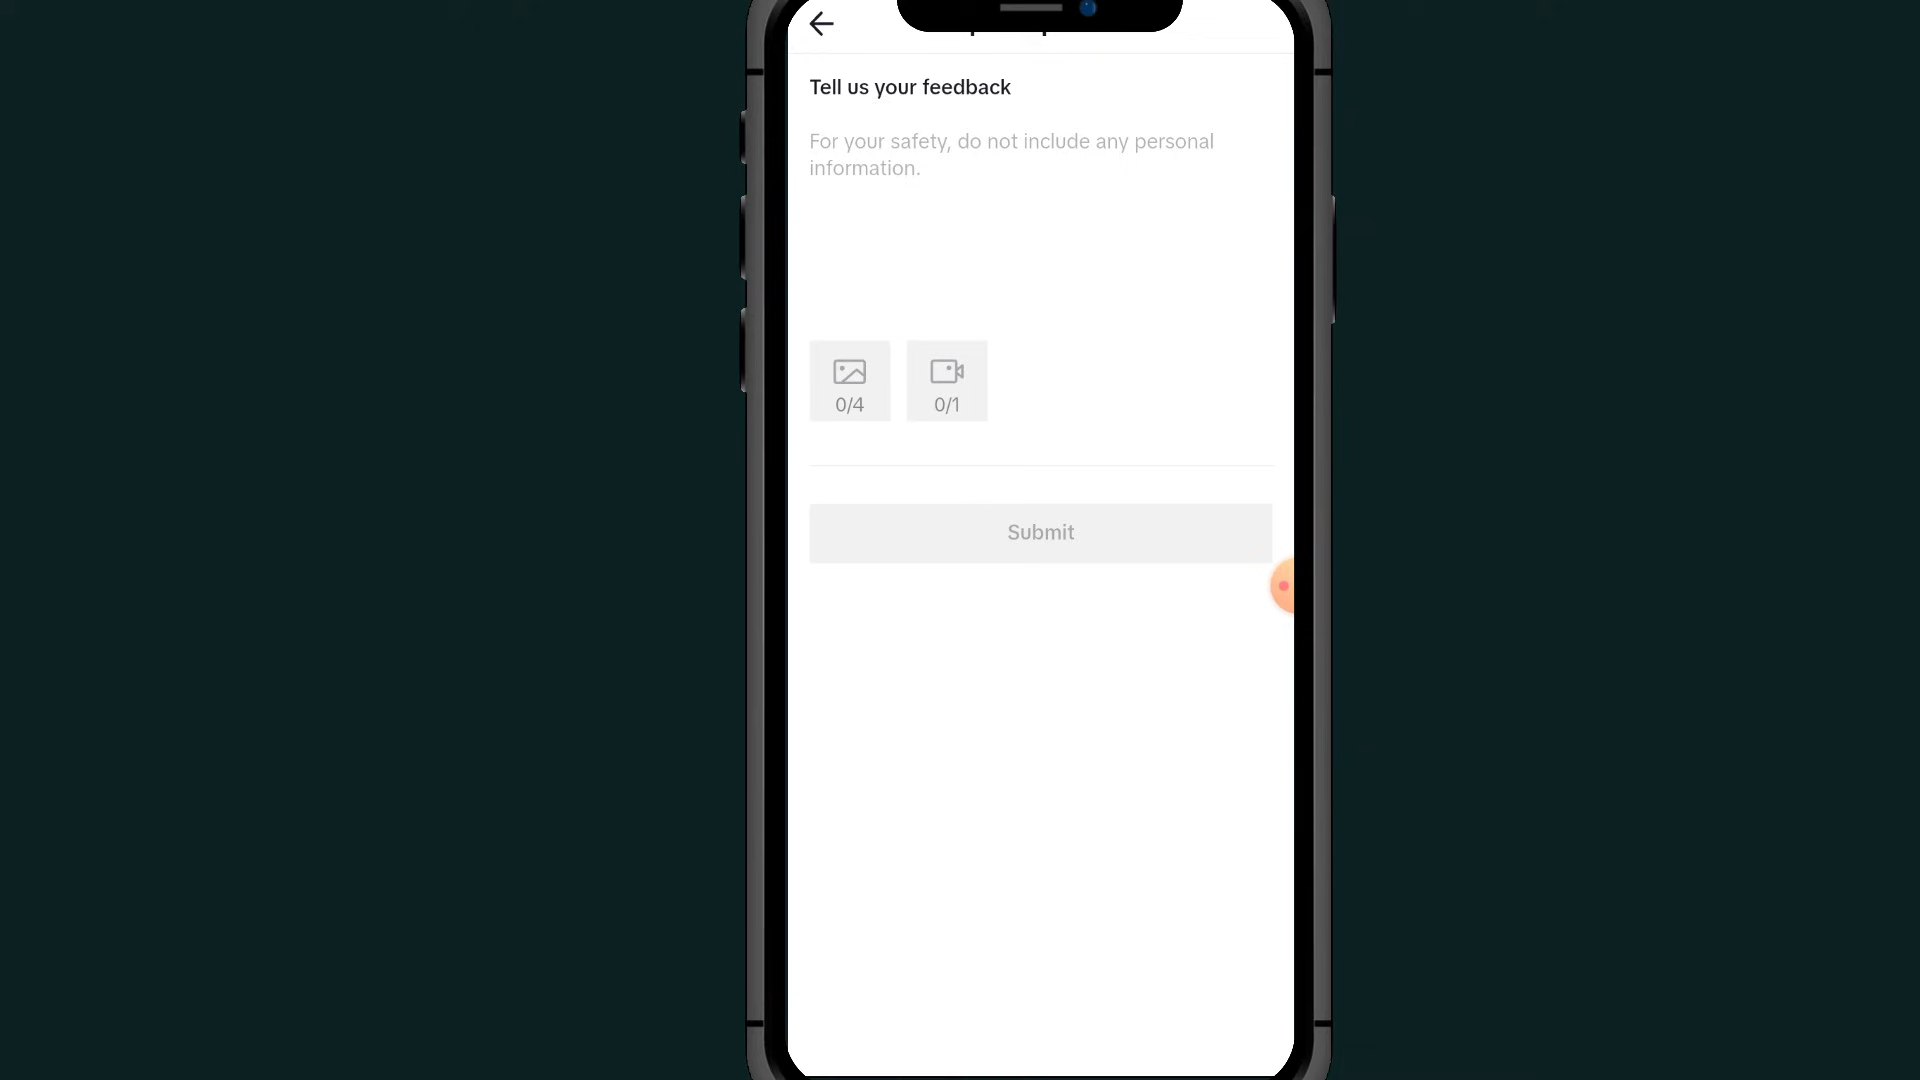 Tell us your feedback
For your safety, do not include any personal
information.
0/4
0/1
Submit